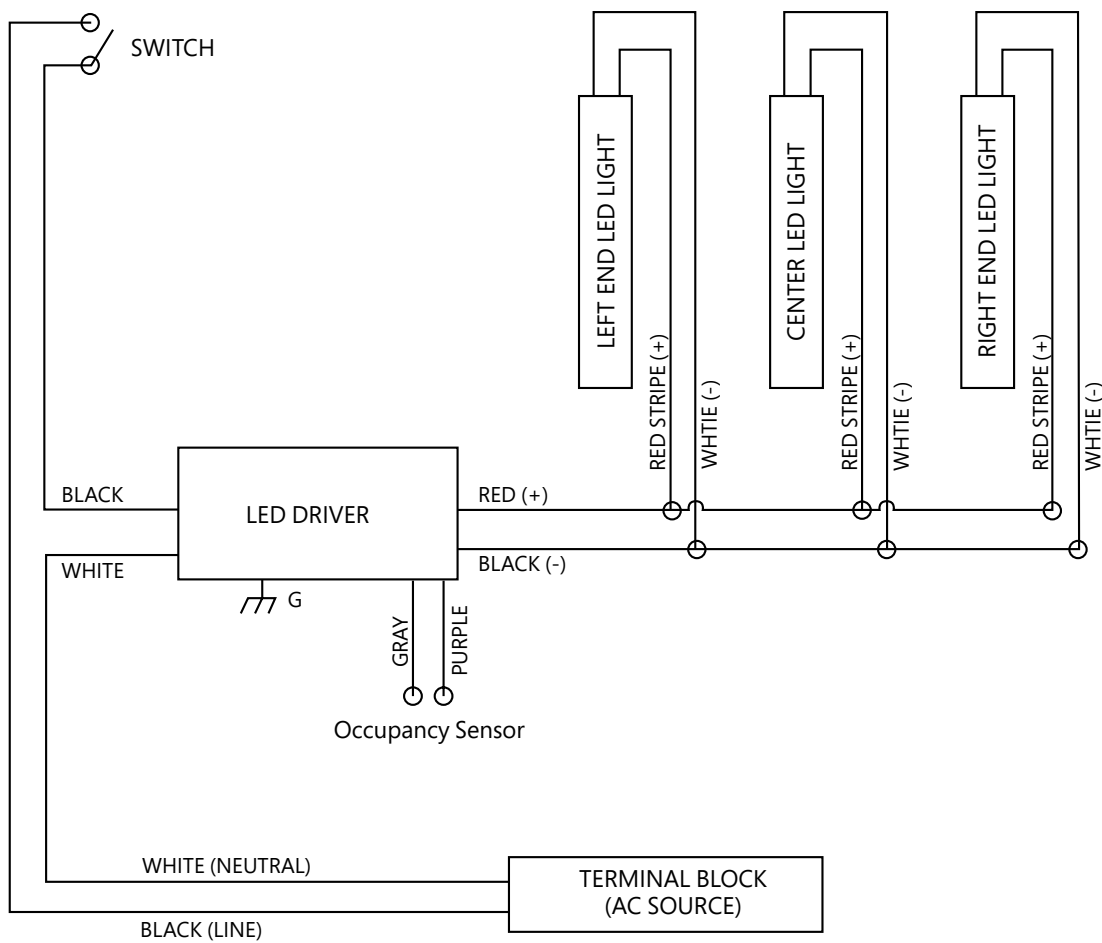 SWITCH
LEFT END LED LIGHT
CENTER LED LIGHT
RIGHT END LED LIGHT
RED STRIPE (+)
WHTIE (-)
RED STRIPE (+)
WHTIE (-)
RED STRIPE (+)
WHTIE (-)
BLACK
LED DRIVER
RED (+)
WHITE
BLACK (-)
G
GRAY
PURPLE
Occupancy Sensor
WHITE (NEUTRAL)
TERMINAL BLOCK
(AC SOURCE)
BLACK (LINE)